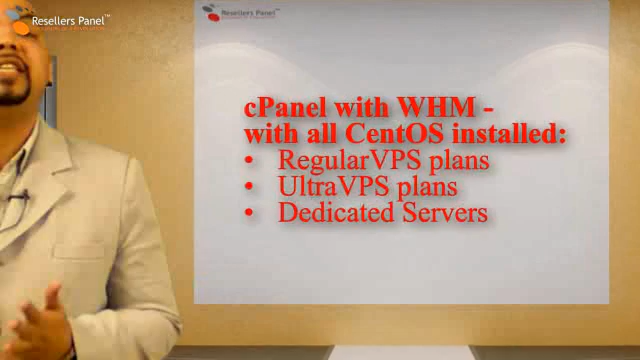 Resellers Panel™
Resellers Panel™
cPanel with WHM -
with all CentOS installed:
• RegularVPS plans
• UltraVPS plans
• Dedicated Servers